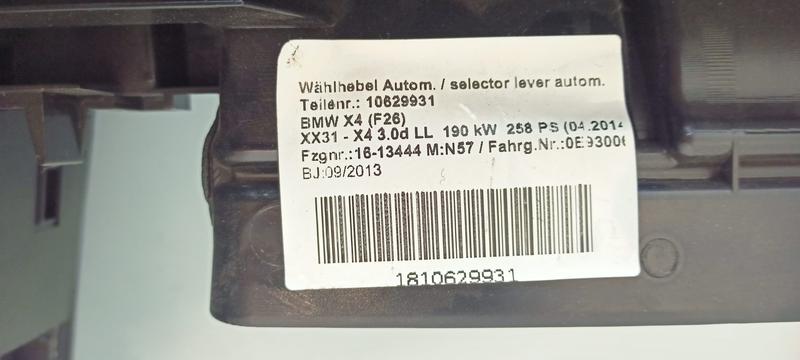 Wählhebel Autom. / selector lever autom.
Teilenr.: 10629931
BMW X4 (F26)
XX31 - X4 3.0d LL 190 kW 258 PS (04.2014
Fzgnr.:16-13444 M:N57 / Fahrg.Nr.:0E93006
BJ:09/2013
1810629931